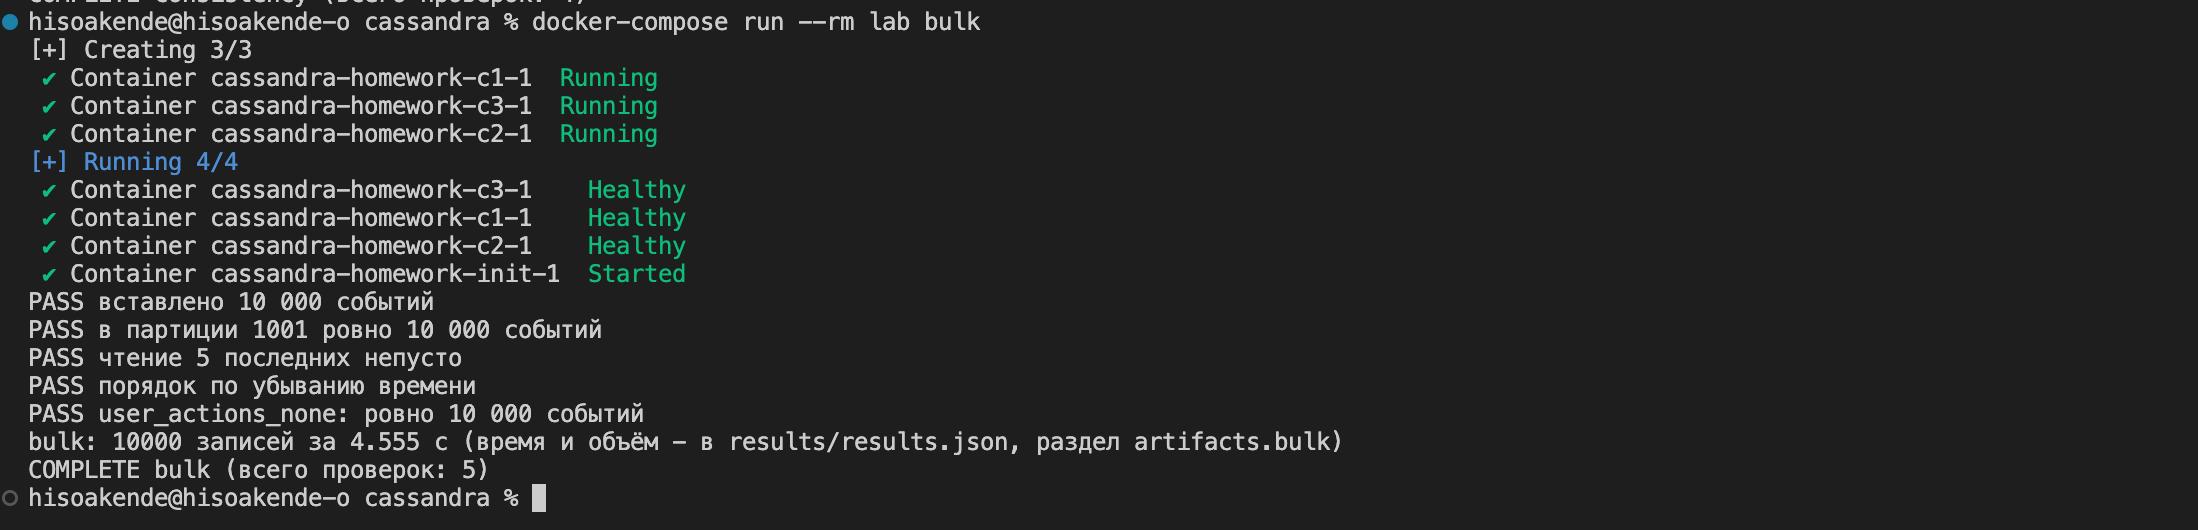 hisoakende@hisoakende-o cassandra % docker-compose run --rm lab bulk
[+] Creating 3/3
✔ Container cassandra-homework-c1-1 Running
✔ Container cassandra-homework-c3-1 Running
✔ Container cassandra-homework-c2-1 Running
[+] Running 4/4
✔ Container cassandra-homework-c3-1 Healthy
✔ Container cassandra-homework-c1-1 Healthy
✔ Container cassandra-homework-c2-1 Healthy
✔ Container cassandra-homework-init-1 Started
PASS вставлено 10 000 событий
PASS в партиции 1001 ровно 10 000 событий
PASS чтение 5 последних непусто
PASS порядок по убыванию времени
PASS user_actions_none: ровно 10 000 событий
bulk: 10000 записей за 4.555 с (время и объём – в results/results.json, раздел artifacts.bulk)
COMPLETE bulk (всего проверок: 5)
hisoakende@hisoakende-o cassandra %